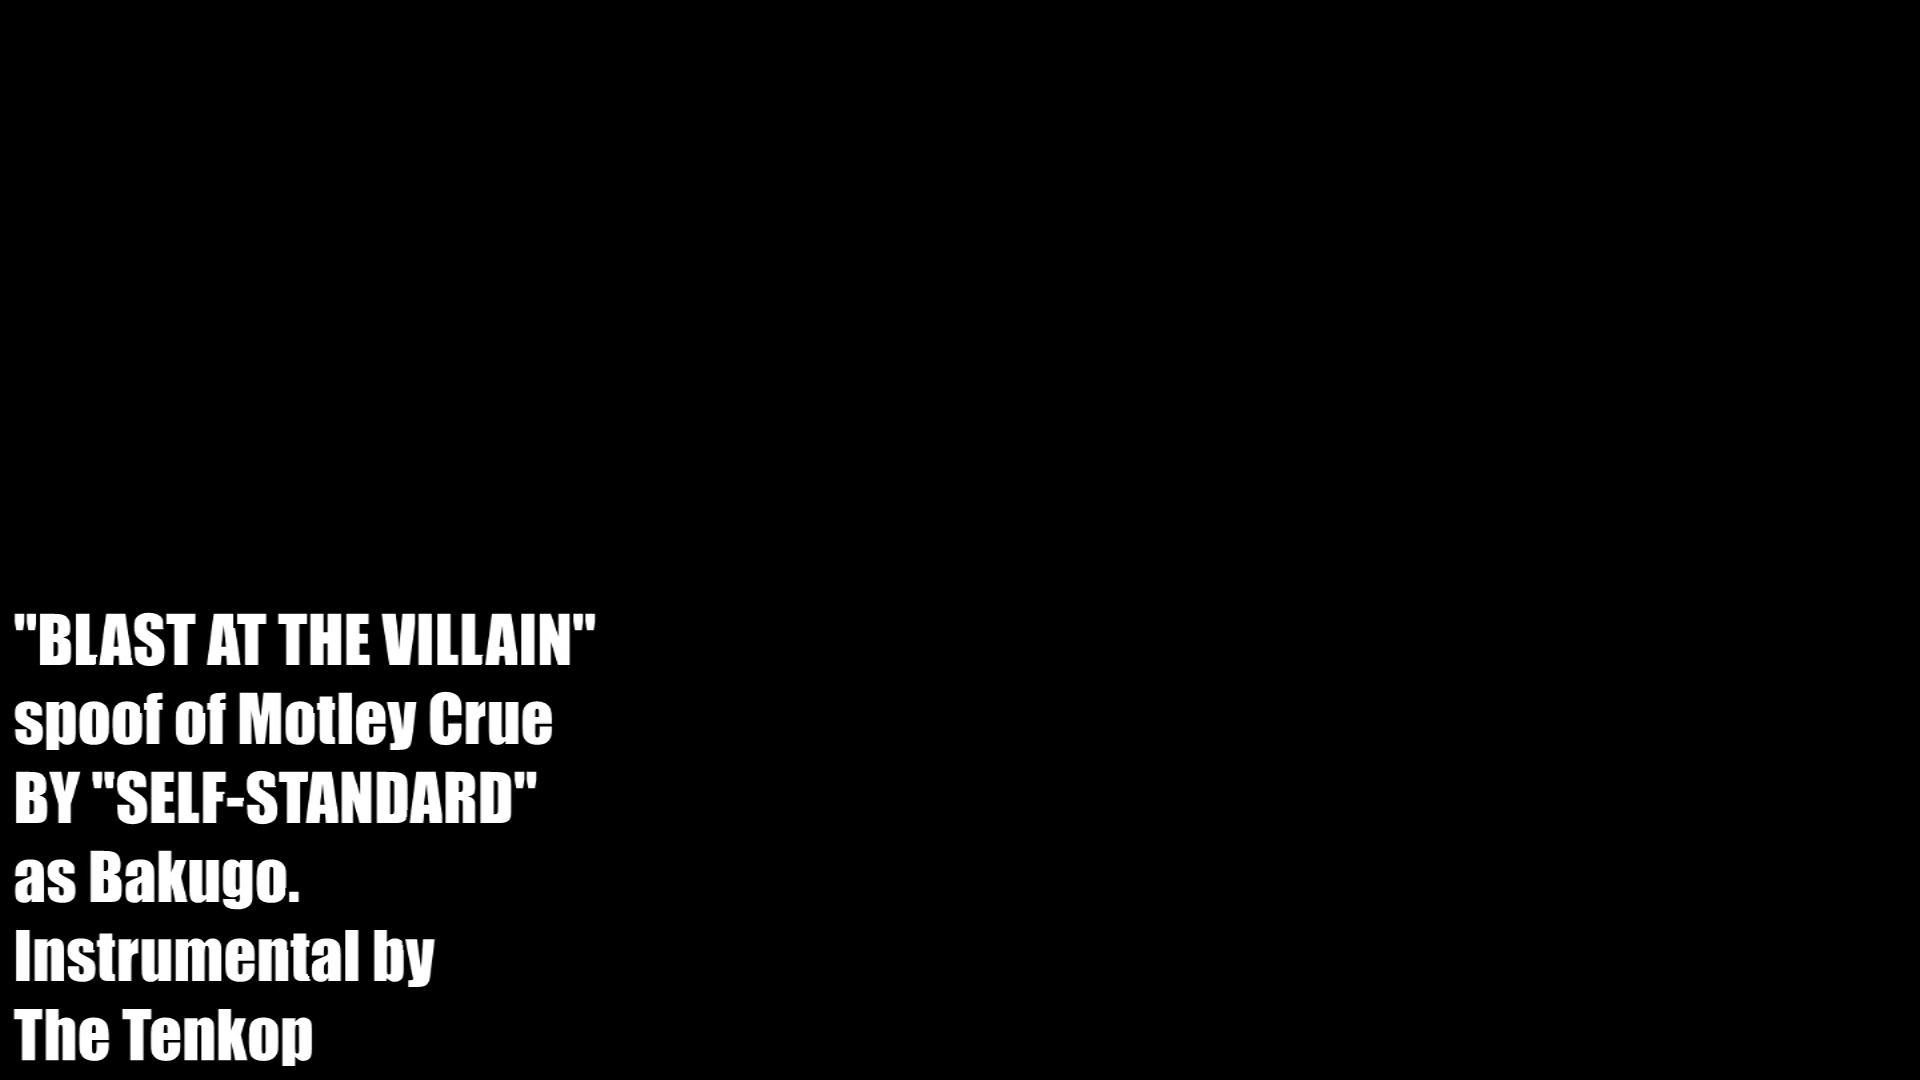 "BLAST AT THE VILLAIN"
spoof of Motley Crue
BY "SELF-STANDARD"
as Bakugo.
Instrumental by
The Tenkop